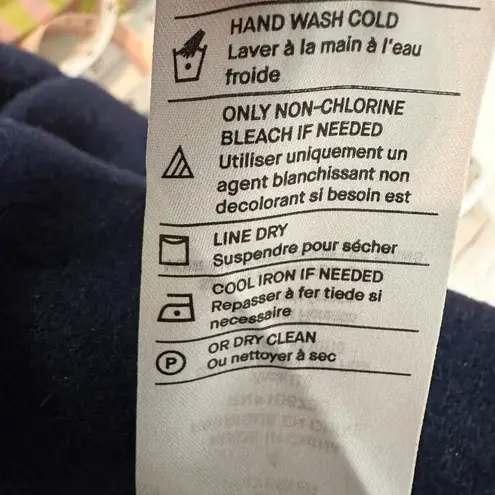 HAND WASH COLD
Laver à la main à l'eau
froide
ONLY NON-CHLORINE
BLEACH IF NEEDED
Utiliser uniquement un
agent blanchissant non
decolorant si besoin est
LINE DRY
Suspendre pour sécher
COOL IRON IF NEEDED
Repasser à fer tiede si
necessaire
P
OR DRY CLEAN
Ou nettoyer à sec